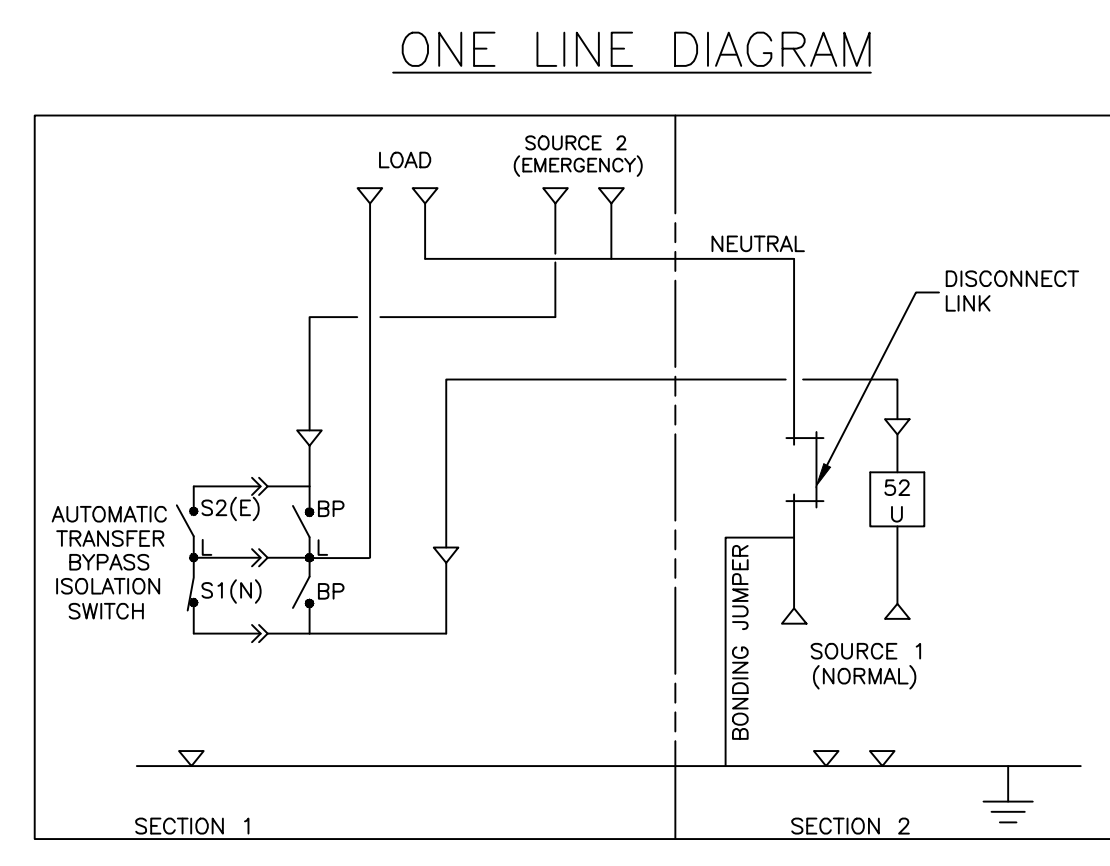 ONE LINE DIAGRAM
LOAD
SOURCE 2
(EMERGENCY)
NEUTRAL
DISCONNECT
LINK
AUTOMATIC
TRANSFER
BYPASS
ISOLATION
SWITCH
S2(E)
BP
L
L
S1(N)
BP
52
U
BONDING JUMPER
SOURCE 1
(NORMAL)
SECTION 1
SECTION 2